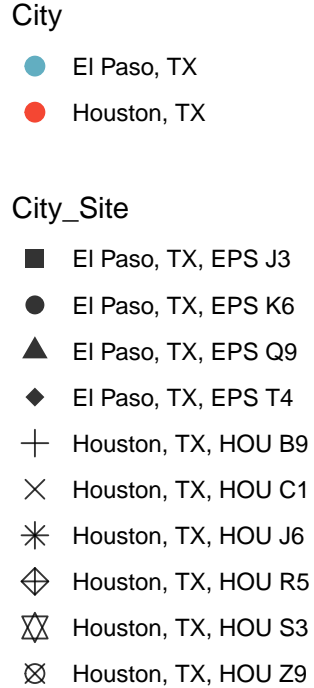 City
El Paso, TX
Houston, TX
City_Site
El Paso, TX, EPS J3
El Paso, TX, EPS K6
El Paso, TX, EPS Q9
El Paso, TX, EPS T4
Houston, TX, HOU B9
Houston, TX, HOU C1
Houston, TX, HOU J6
Houston, TX, HOU R5
Houston, TX, HOU S3
Houston, TX, HOU Z9